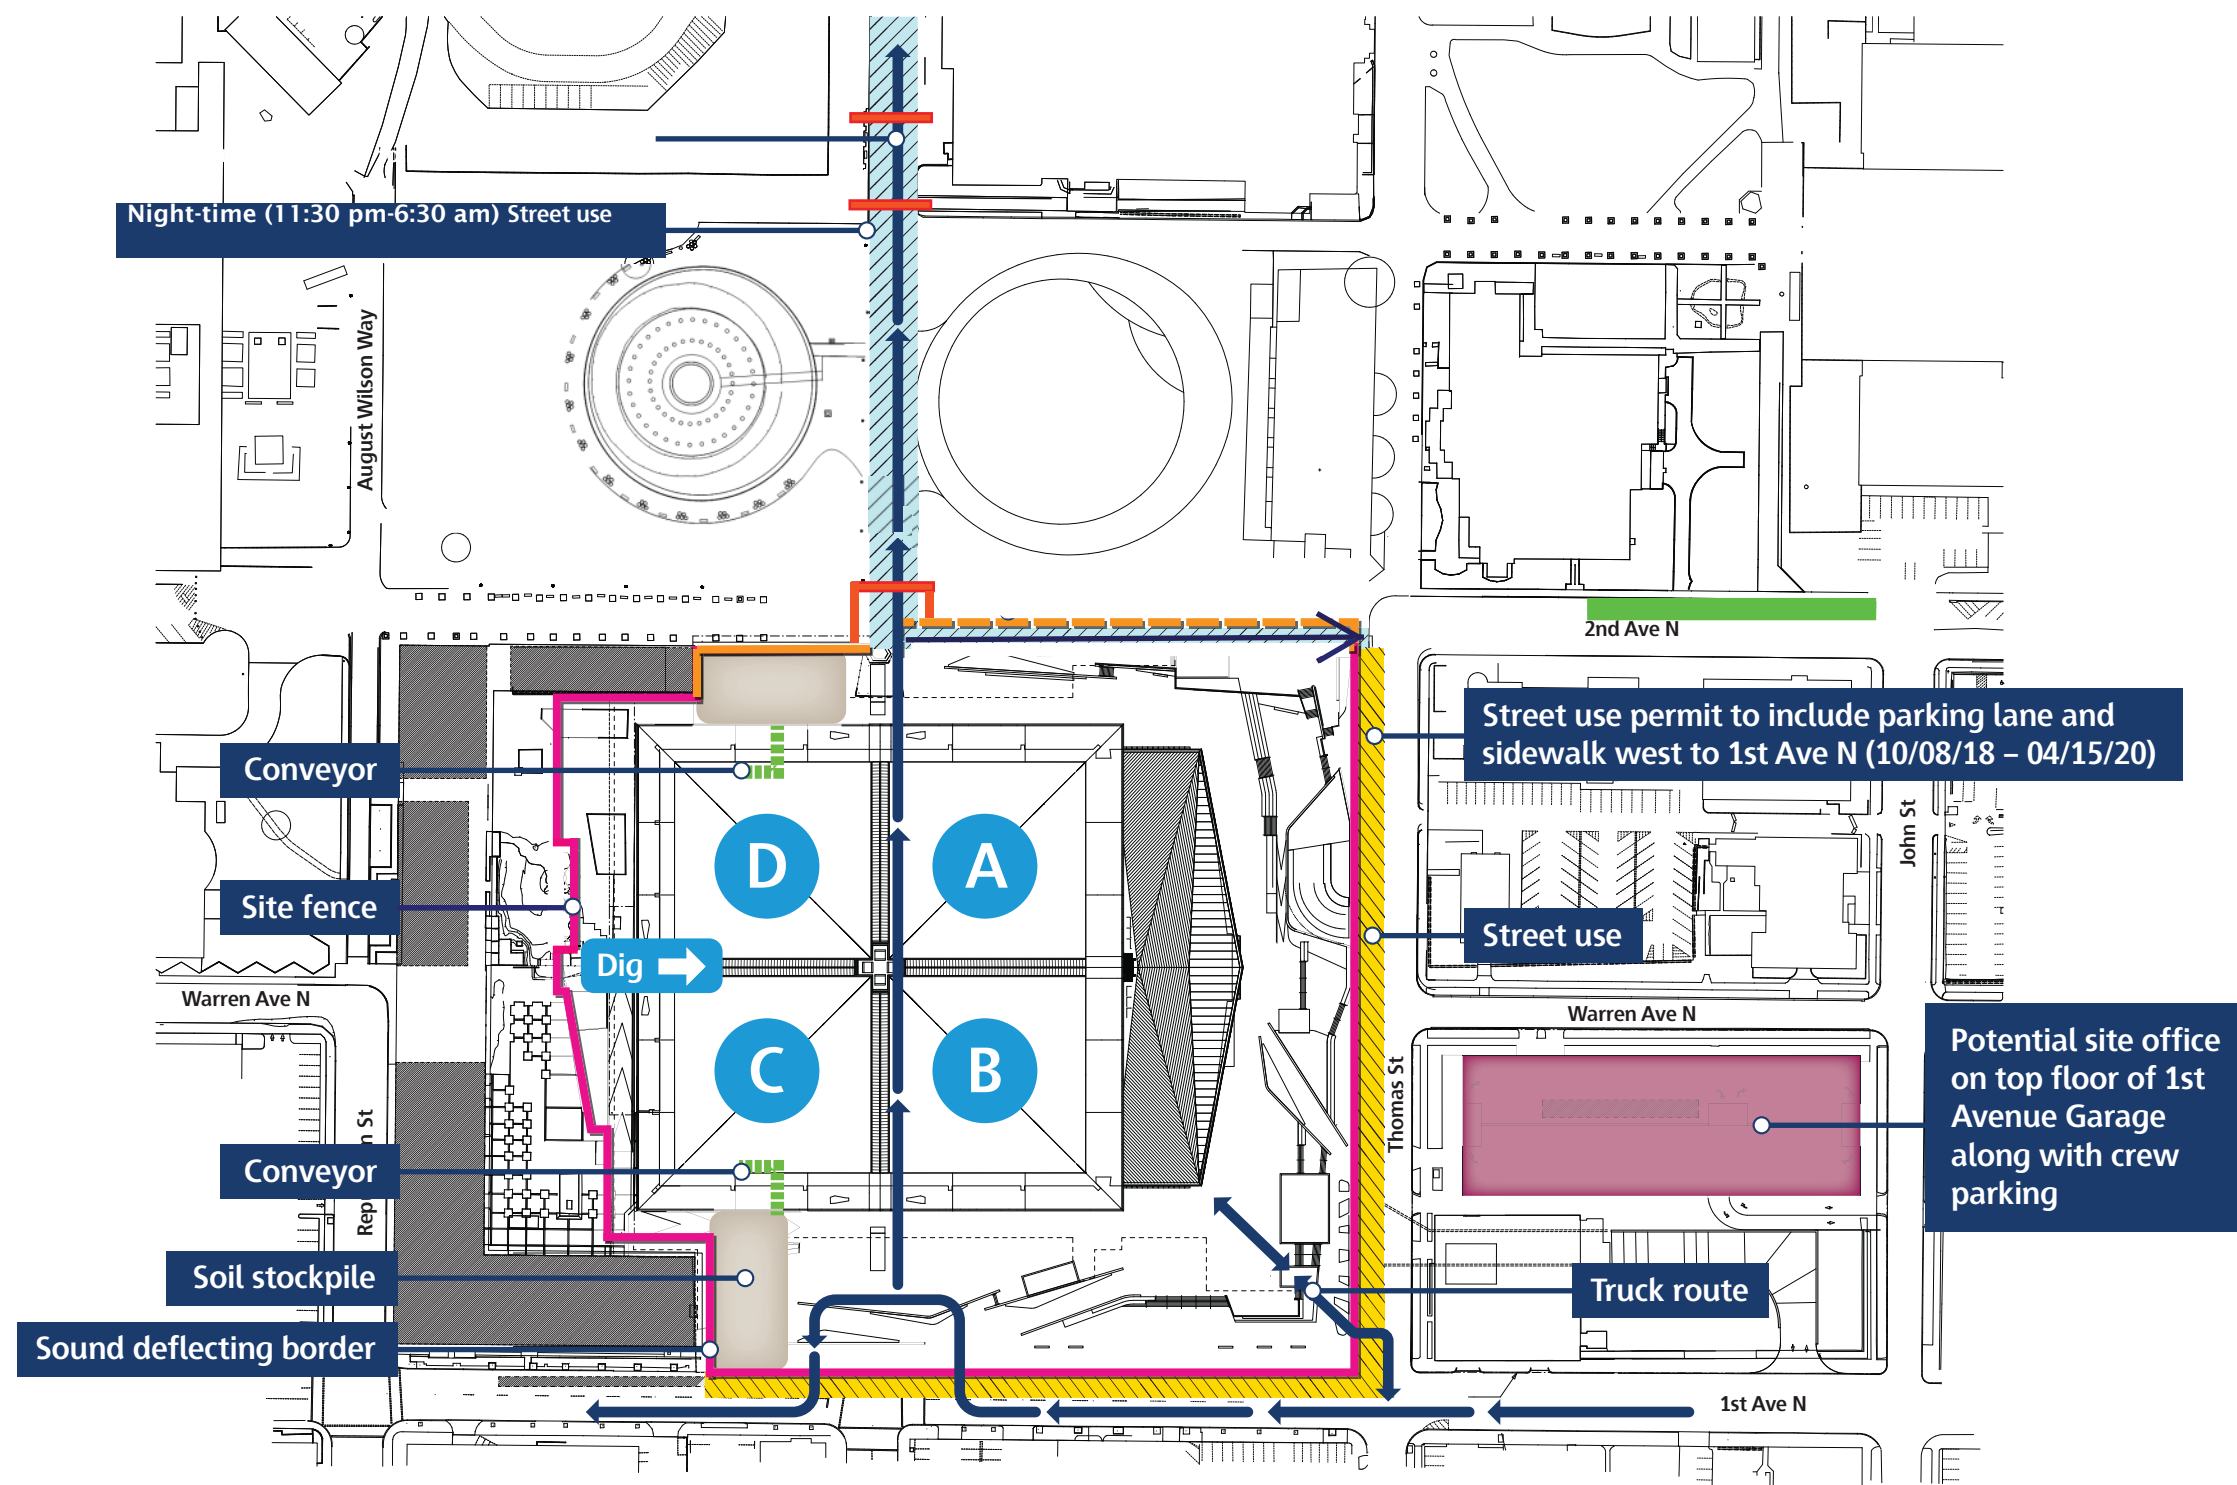 Night-time (11:30 pm-6:30 am) Street use
August Wilson Way
2nd Ave N
Street use permit to include parking lane and
sidewalk west to 1st Ave N (10/08/18 – 04/15/20)
Conveyor
John St
D
A
Site fence
Street use
Dig
Warren Ave N
Warren Ave N
Potential site office
on top floor of 1st
Avenue Garage
along with crew
parking
C
B
Thomas St
Conveyor
Soil stockpile
Truck route
Sound deflecting border
1st Ave N